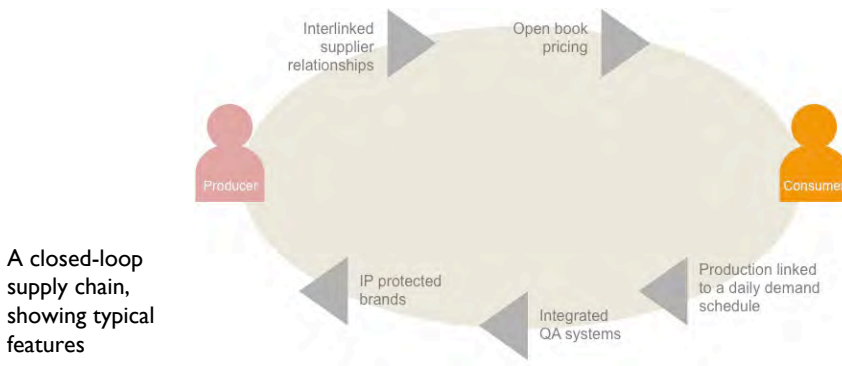 Interlinked
supplier
relationships
Open book
pricing
Producer
Consumer
A closed-loop
supply chain,
showing typical
features
IP protected
brands
Integrated
QA systems
Production linked
to a daily demand
schedule